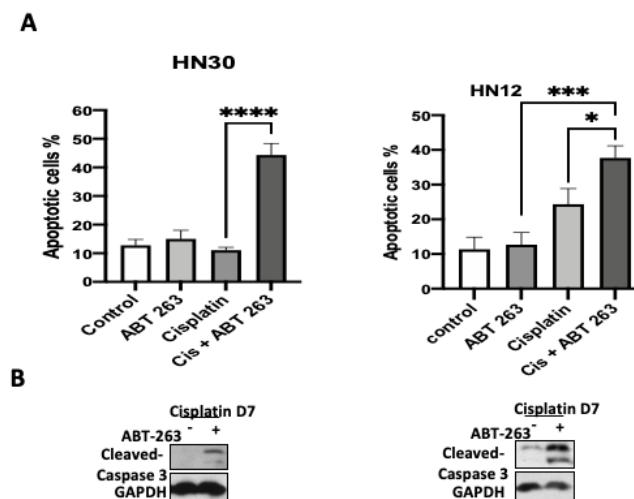 A
HN30
Apoptotic cells %
60
50
40
30
20
10
0
****
Control
ABT 263
Cisplatin
Cis + ABT 263
HN12
Apoptotic cells %
50
40
30
20
10
0
***
*
control
ABT 263
Cisplatin
Cis + ABT 263
B
Cisplatin D7
- +
ABT-263
Cleaved-
Caspase 3
GAPDH
Cisplatin D7
- +
ABT-263
Cleaved-
Caspase 3
GAPDH